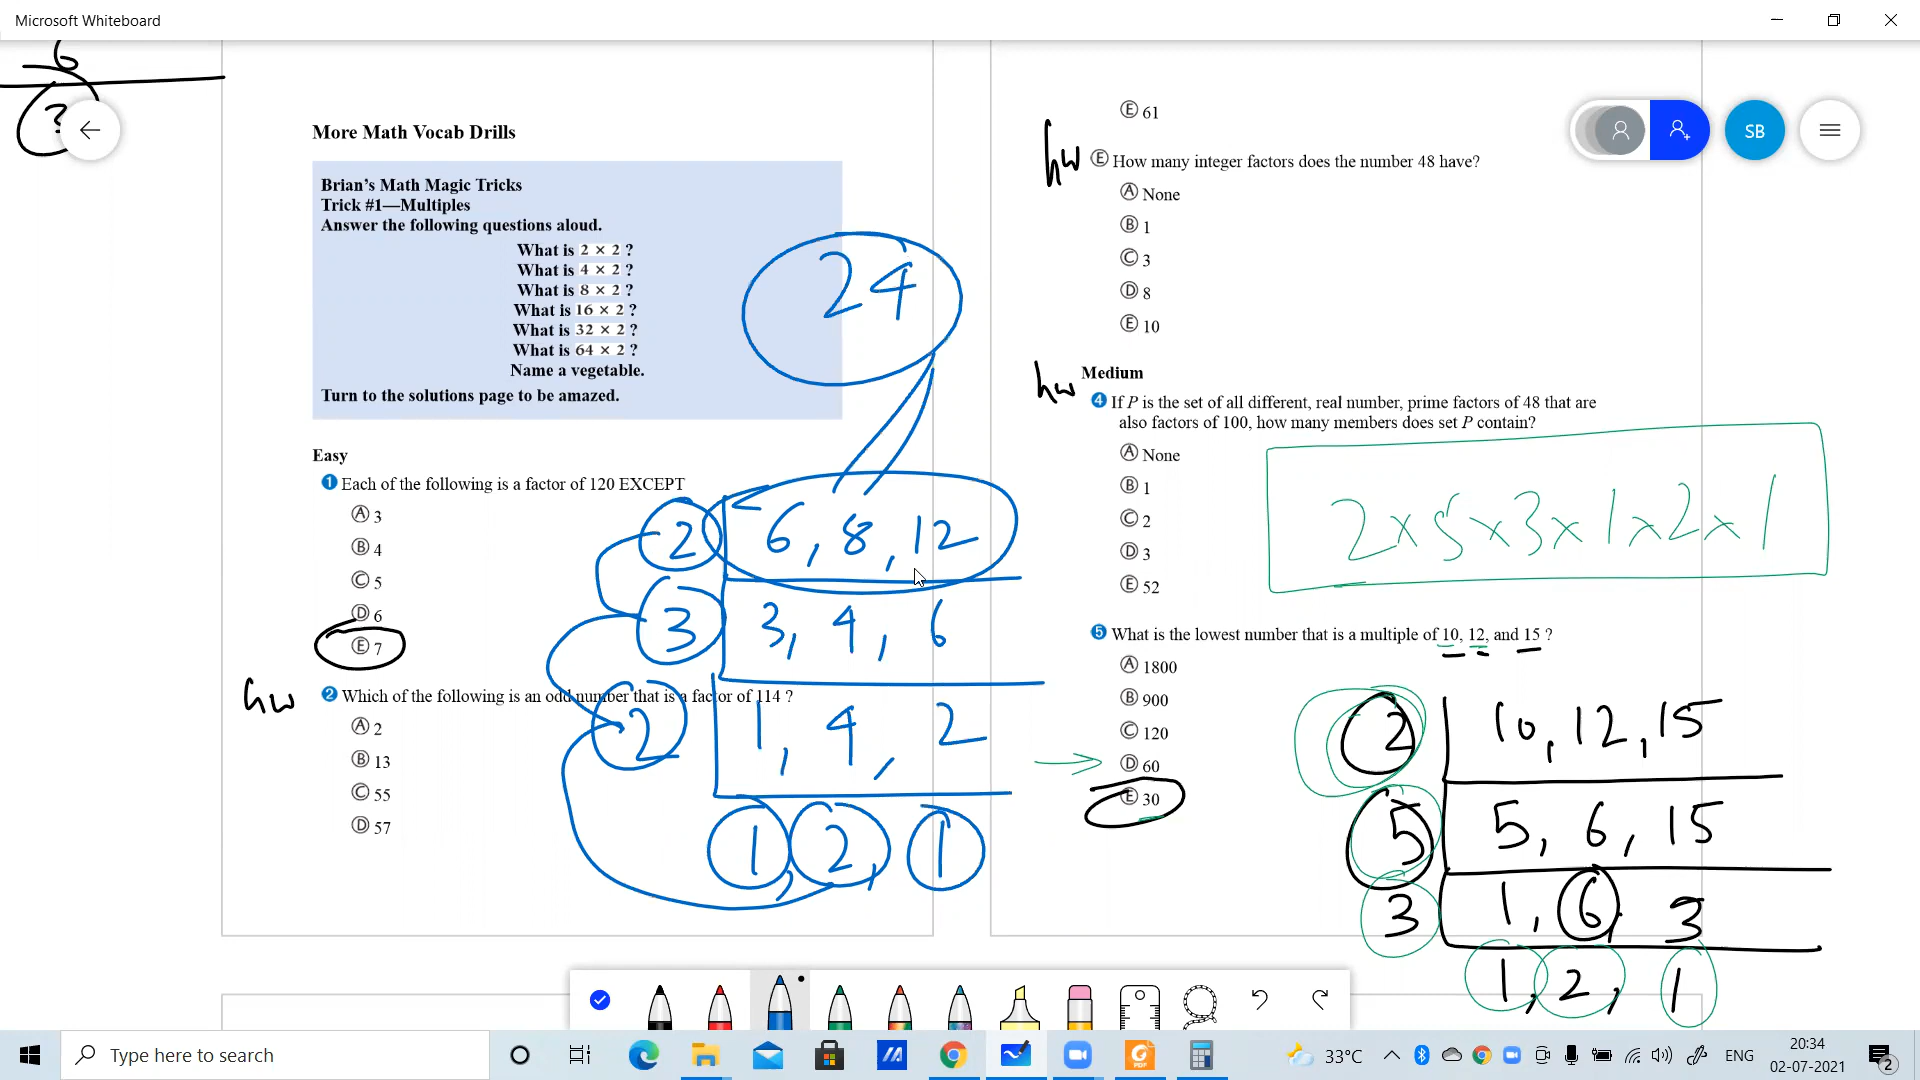 Microsoft Whiteboard
6
?
SB
More Math Vocab Drills
Brian's Math Magic Tricks
Trick #1—Multiples
Answer the following questions aloud.
What is 2 × 2 ?
What is 4 × 2 ?
What is 8 × 2 ?
What is 16 × 2 ?
What is 32 × 2 ?
What is 64 × 2 ?
Name a vegetable.
Turn to the solutions page to be amazed.
24
Easy
1 Each of the following is a factor of 120 EXCEPT
A 3
B 4
C 5
D 6
E 7
hw
2 Which of the following is an odd number that is a factor of 114 ?
A 2
B 13
C 55
D 57
2 6, 8, 12
3 3, 4, 6
2 1, 4, 2
1, 2, 1
E 61
hw
E How many integer factors does the number 48 have?
A None
B 1
C 3
D 8
E 10
Medium
hw
4 If P is the set of all different, real number, prime factors of 48 that are
also factors of 100, how many members does set P contain?
A None
B 1
C 2
D 3
E 52
2 × 5 × 3 × 1 × 2 × 1
5 What is the lowest number that is a multiple of 10, 12, and 15 ?
A 1800
B 900
C 120
D 60
E 30
2 10, 12, 15
5 5, 6, 15
3 1, 6, 3
1, 2, 1
Type here to search
33°C
ENG
20:34
02-07-2021
2